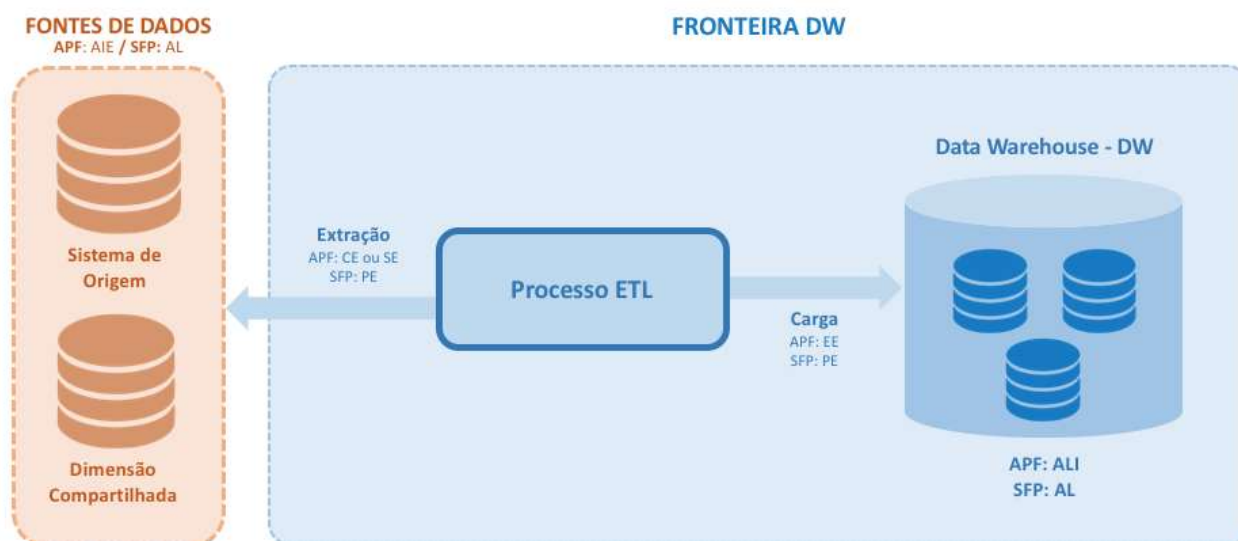 FONTES DE DADOS
APF: AIE / SFP: AL
Sistema de
Origem
Dimensão
Compartilhada
FRONTEIRA DW
Extração
APF: CE ou SE
SFP: PE
Processo ETL
Carga
APF: EE
SFP: PE
Data Warehouse - DW
APF: ALI
SFP: AL